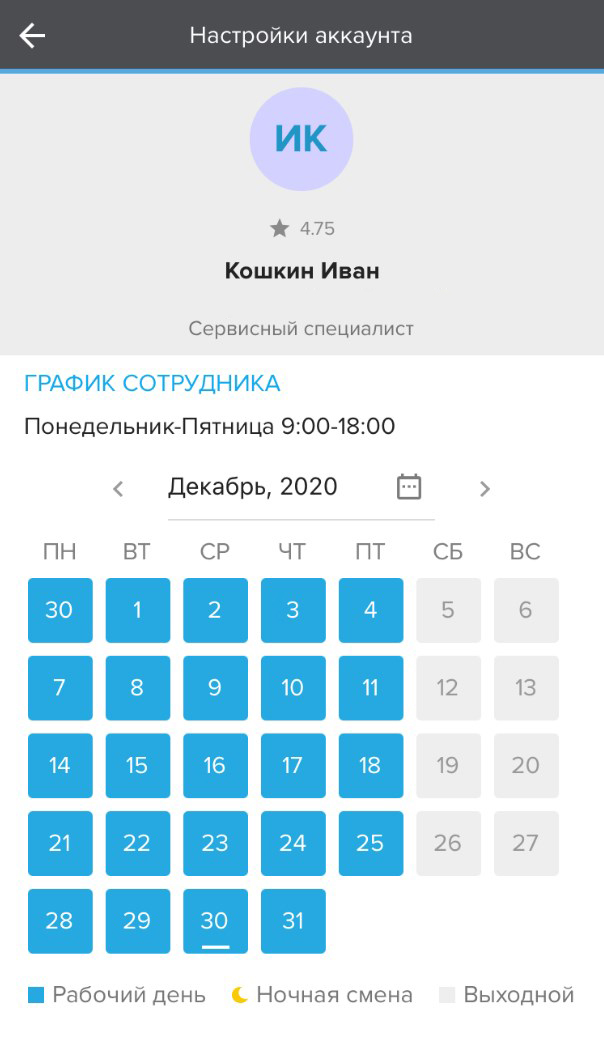 Настройки аккаунта
ИК
4.75
Кошкин Иван
Сервисный специалист
ГРАФИК СОТРУДНИКА
Понедельник-Пятница 9:00-18:00
Декабрь, 2020
ПН ВТ СР ЧТ ПТ СБ ВС
30 1 2 3 4 5 6
7 8 9 10 11 12 13
14 15 16 17 18 19 20
21 22 23 24 25 26 27
28 29 30 31
Рабочий день Ночная смена Выходной